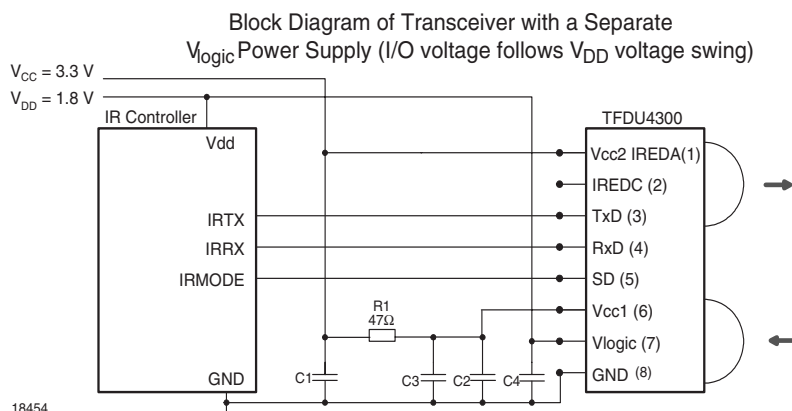 Block Diagram of Transceiver with a Separate
Vlogic Power Supply (I/O voltage follows VDD voltage swing)
VCC = 3.3 V
VDD = 1.8 V
IR Controller
TFDU4300
Vdd
Vcc2 IREDA(1)
IREDC (2)
IRTX
TxD (3)
IRRX
RxD (4)
IRMODE
SD (5)
R1
47Ω
Vcc1 (6)
Vlogic (7)
GND
C1
C3
C2
C4
GND (8)
18454